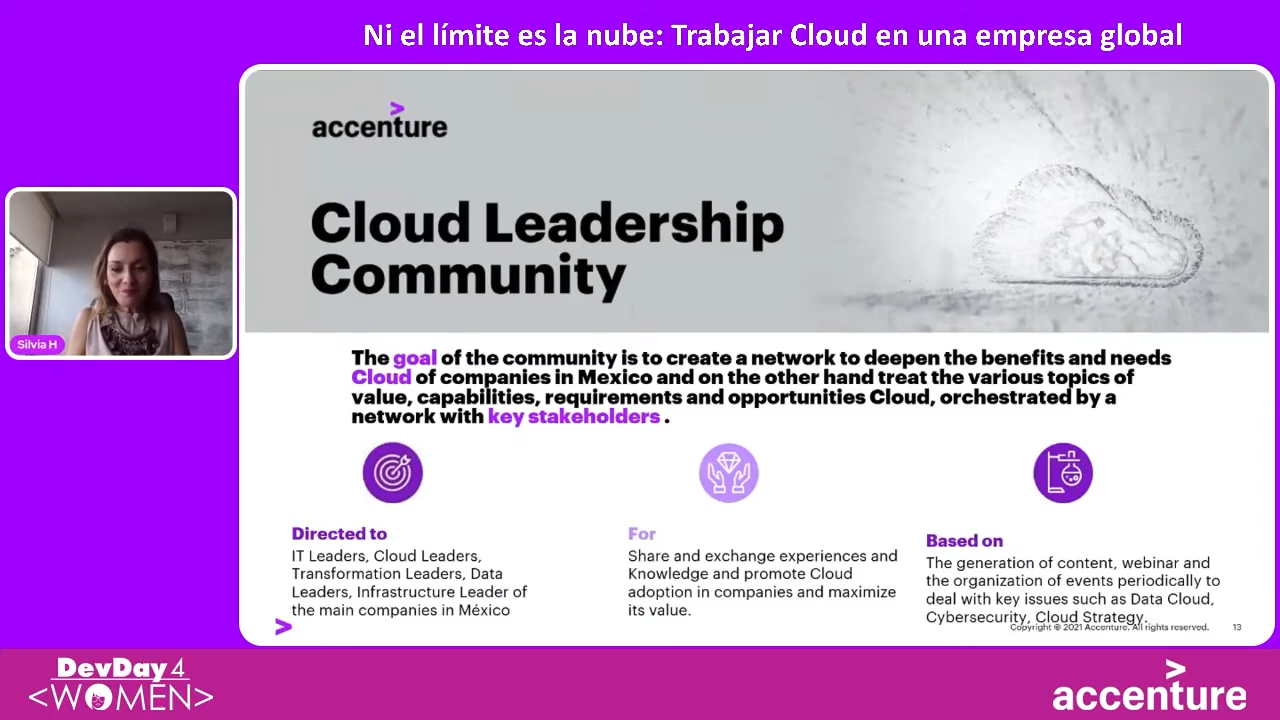 Ni el límite es la nube: Trabajar Cloud en una empresa global
accenture
Cloud Leadership
Community
Silvia H
The goal of the community is to create a network to deepen the benefits and needs
Cloud of companies in Mexico and on the other hand treat the various topics of
value, capabilities, requirements and opportunities Cloud, orchestrated by a
network with key stakeholders .
Directed to
IT Leaders, Cloud Leaders,
Transformation Leaders, Data
Leaders, Infrastructure Leader of
the main companies in México
For
Share and exchange experiences and
Knowledge and promote Cloud
adoption in companies and maximize
its value.
Based on
The generation of content, webinar and
the organization of events periodically to
deal with key issues such as Data Cloud,
Cybersecurity, Cloud Strategy.
Copyright © 2021 Accenture. All rights reserved. 13
DevDay4
<WOMEN>
accenture